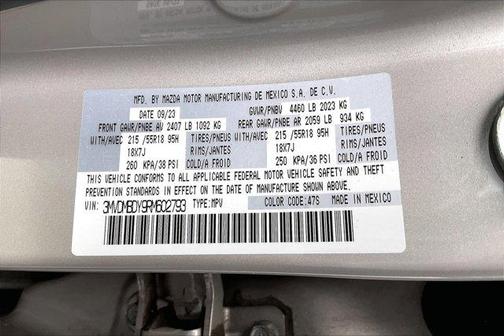 MFD. BY MAZDA MOTOR MANUFACTURING DE MEXICO S.A. DE C.V.
DATE 09/23 GVWR/PNBV 4460 LB 2023 KG
FRONT GAWR/PNBE AV 2407 LB 1092 KG REAR GAWR/PNBE AR 2059 LB 934 KG
WITH/AVEC 215 /55R18 95H TIRES/PNEUS WITH/AVEC 215 /55R18 95H TIRES/PNEUS
18X7J RIMS/JANTES 18X7J RIMS/JANTES
260 KPA/38 PSI COLD/A FROID 250 KPA/36 PSI COLD/A FROID
THIS VEHICLE CONFORMS TO ALL APPLICABLE FEDERAL MOTOR VEHICLE SAFETY AND THEFT
PREVENTION STANDARDS IN EFFECT ON THE DATE OF MANUFACTURE SHOWN ABOVE.
VIN: 3MVDMBDY9RM602793 TYPE:MPV COLOR CODE: 47S MADE IN MEXICO